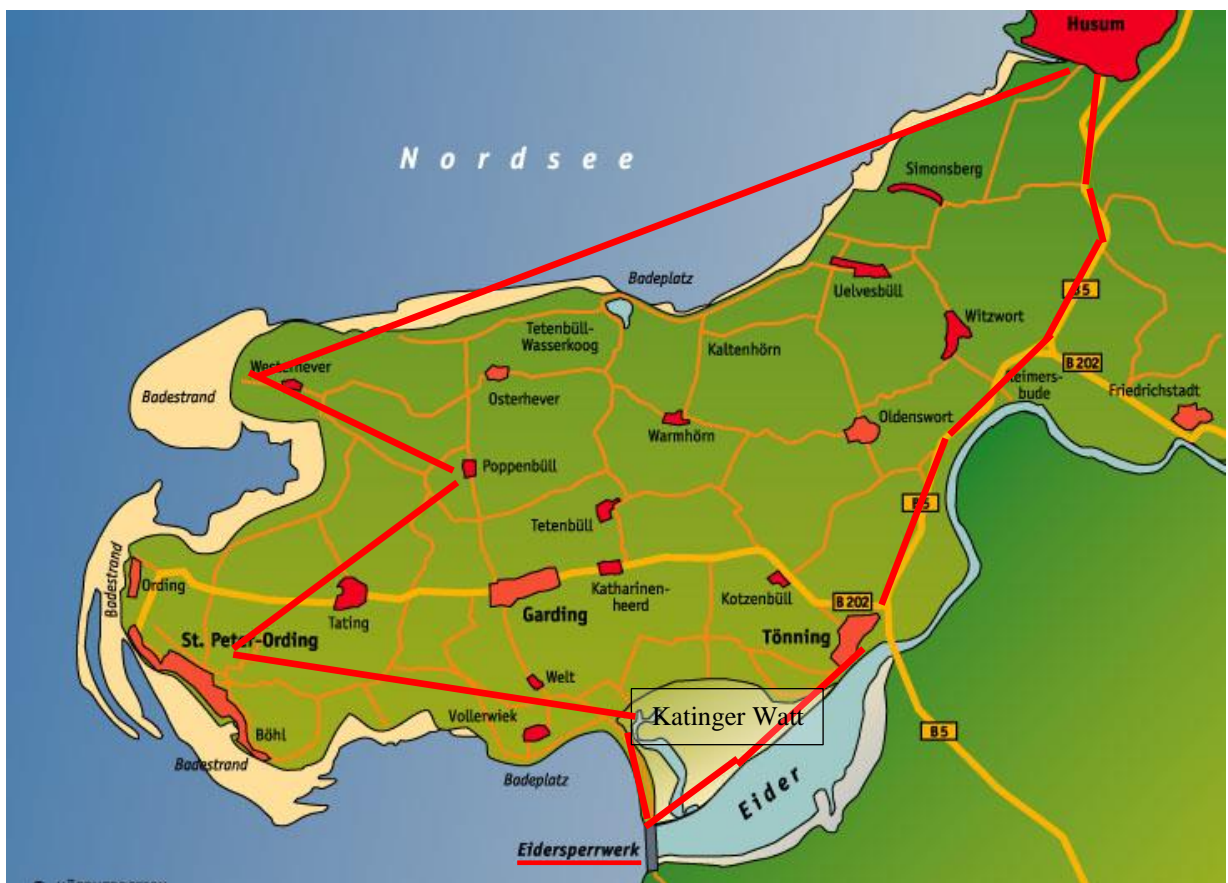 Husum
Nordsee
Simonsberg
Badeplatz
Uelvesbüll
B5
Witzwort
Tetenbüll-
Wasserkoog
Kaltenhörn
B 202
Westerhever
Badestrand
Osterhever
Friedrichstadt
Oldenswort
Warmhörn
Poppenbüll
B5
Tetenbüll
Badestrand
Ording
Katharinen-
heerd
Kotzenbüll
B 202
Garding
Tating
St. Peter-Ording
Tönning
Welt
Vollerwiek
Katinger Watt
Böhl
B5
Badestrand
Badeplatz
Eider
Eidersperrwerk